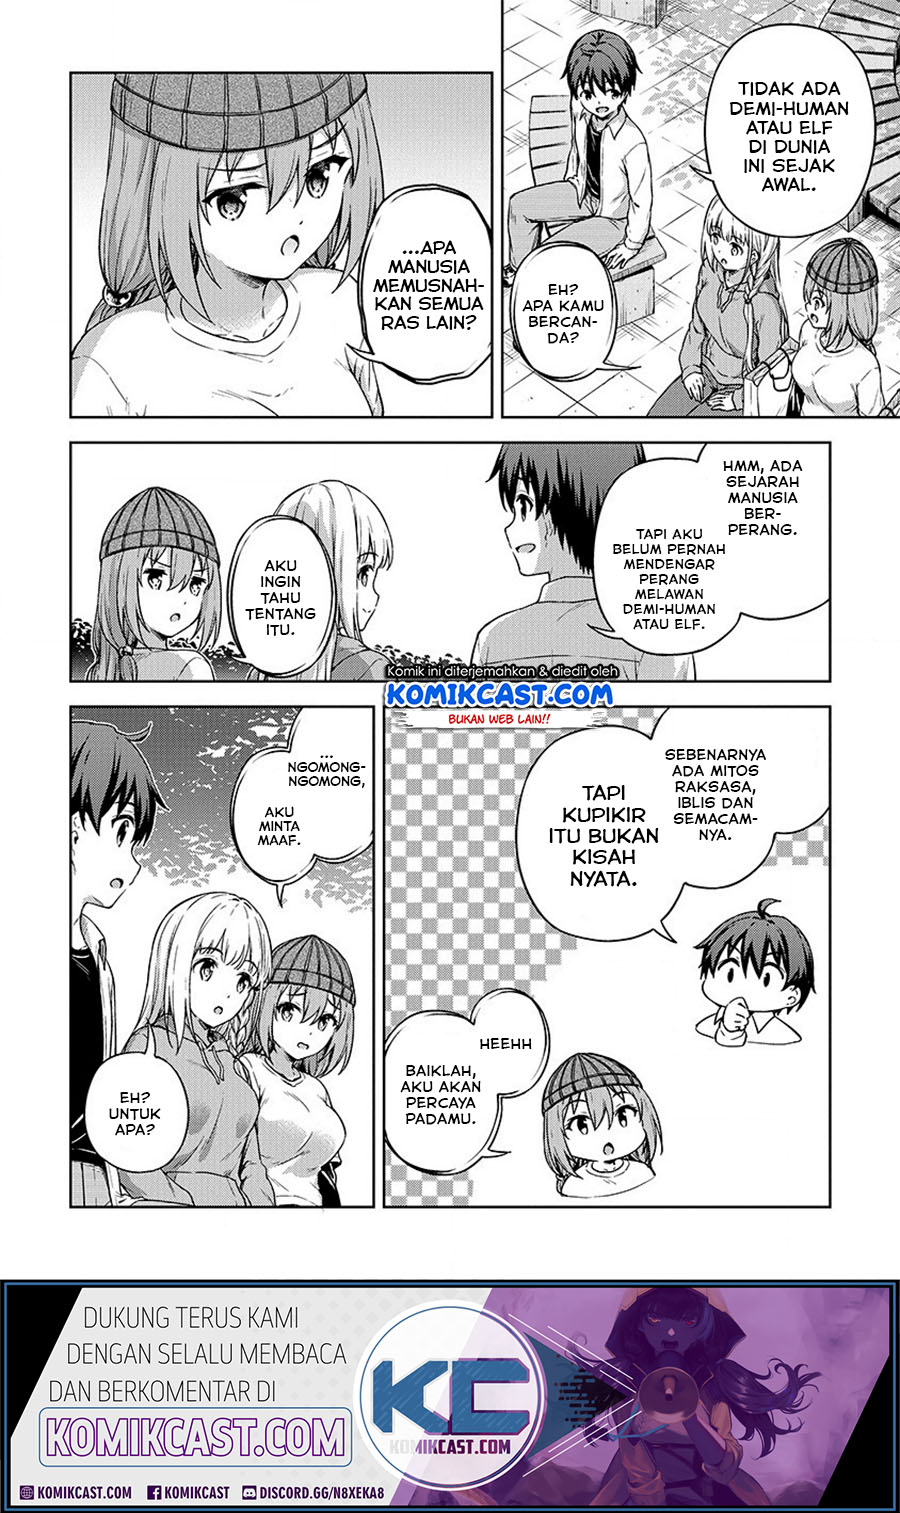 TIDAK ADA
DEMI-HUMAN
ATAU ELF
DI DUNIA
INI SEJAK
AWAL.
EH?
APA KAMU
BERCAN-
DA?
...APA
MANUSIA
MEMUSNAH-
KAN SEMUA
RAS LAIN?
HMM, ADA
SEJARAH
MANUSIA
BER-
PERANG.
TAPI AKU
BELUM PERNAH
MENDENGAR
PERANG
MELAWAN
DEMI-HUMAN
ATAU ELF.
AKU
INGIN
TAHU
TENTANG
ITU.
Komik ini diterjemahkan & diedit oleh
KOMIKCAST.COM
BUKAN WEB LAIN!!
SEBENARNYA
ADA MITOS
RAKSASA,
IBLIS DAN
SEMACAM-
NYA.
TAPI
KUPIKIR
ITU BUKAN
KISAH
NYATA.
HEEHH
BAIKLAH,
AKU AKAN
PERCAYA
PADAMU.
...
NGOMONG-
NGOMONG,
AKU
MINTA
MAAF.
EH?
UNTUK
APA?
DUKUNG TERUS KAMI
DENGAN SELALU MEMBACA
DAN BERKOMENTAR DI
KOMIKCAST.COM
KC
KOMIKCAST.COM
KOMIKCAST.COM KOMIKCAST DISCORD.GG/N8XEKA8